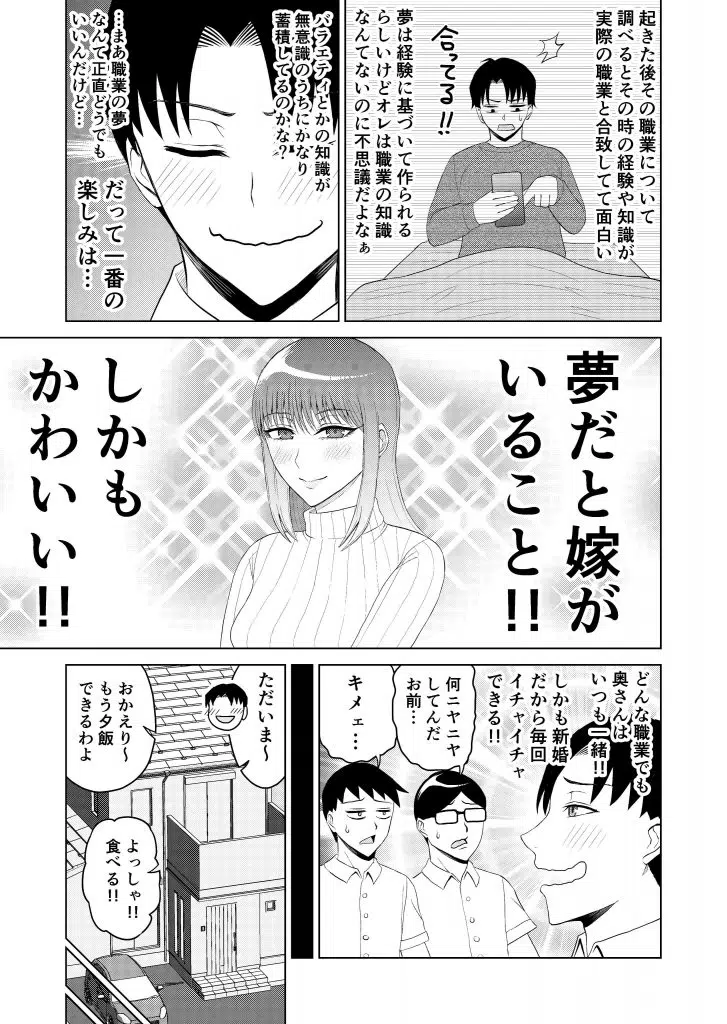 起きた後その職業について
調べるとその時の経験や知識が
実際の職業と合致してて面白い
合ってる!!
夢は経験に基づいて作られる
らしいけどオレは職業の知識
なんてないのに不思議だよなぁ
バラエティとかの知識が
無意識のうちにかなり
蓄積してるのかな?
…まあ職業の夢
なんて正直どうでも
いいんだけど…
だって一番の
楽しみは…
夢だと嫁が
いること!!
しかも
かわいい!!
どんな職業でも
奥さんは
いつも一緒!!
しかも新婚
だから毎回
イチャイチャ
できる!!
何ニヤニヤ
してんだ
お前…
キメェ…
ただいま~
おかえり~
もう夕飯
できるわよ
よっしゃ!!
食べる!!